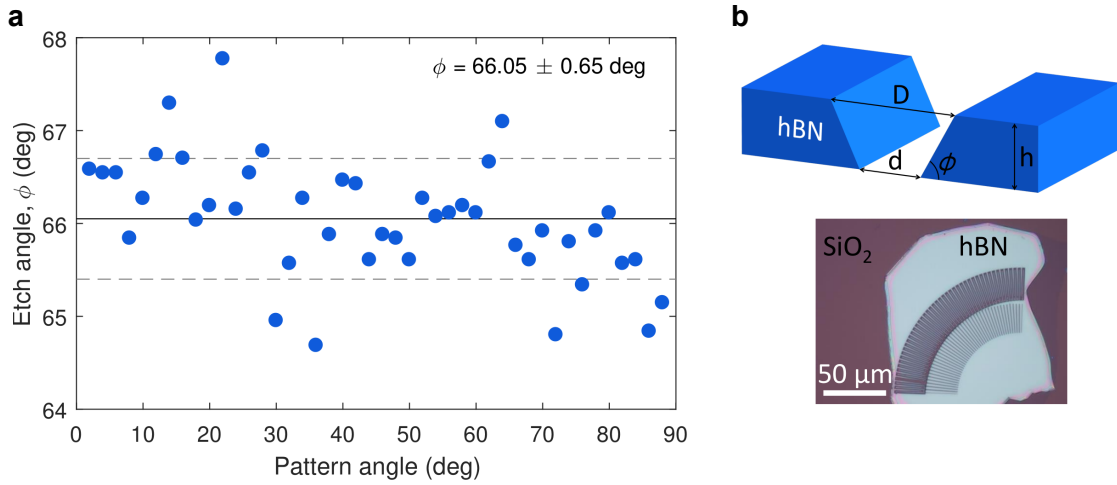 a
68
67
66
65
64
0 10 20 30 40 50 60 70 80 90
Etch angle, ϕ (deg)
Pattern angle (deg)
ϕ = 66.05 ± 0.65 deg
b
D
hBN
d
ϕ
h
SiO₂
hBN
50 μm